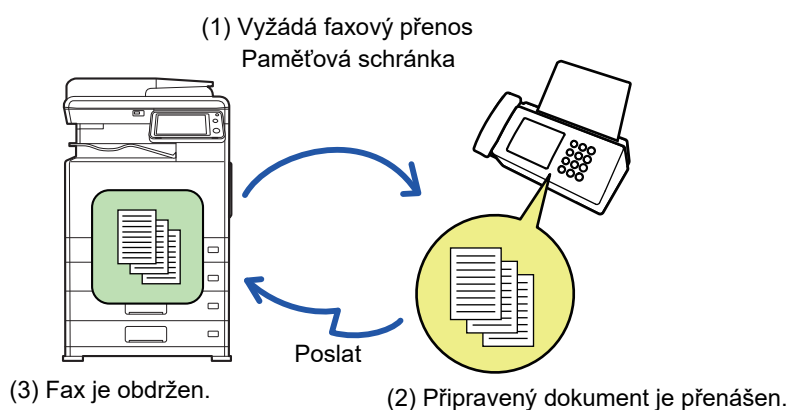 (1) Vyžádá faxový přenos
Paměťová schránka
Poslat
(3) Fax je obdržen.
(2) Připravený dokument je přenášen.